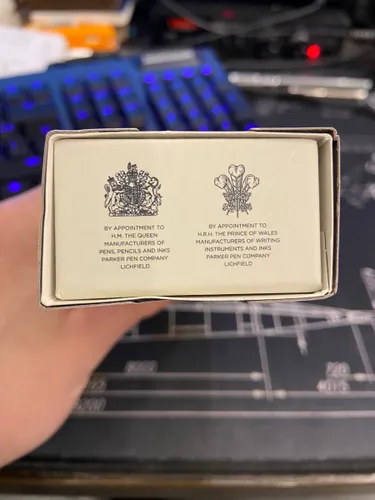 BY APPOINTMENT TO
H.M. THE QUEEN
MANUFACTURERS OF
PENS, PENCILS AND INKS
PARKER PEN COMPANY
LICHFIELD
BY APPOINTMENT TO
H.R.H. THE PRINCE OF WALES
MANUFACTURERS OF WRITING
INSTRUMENTS AND INKS
PARKER PEN COMPANY
LICHFIELD